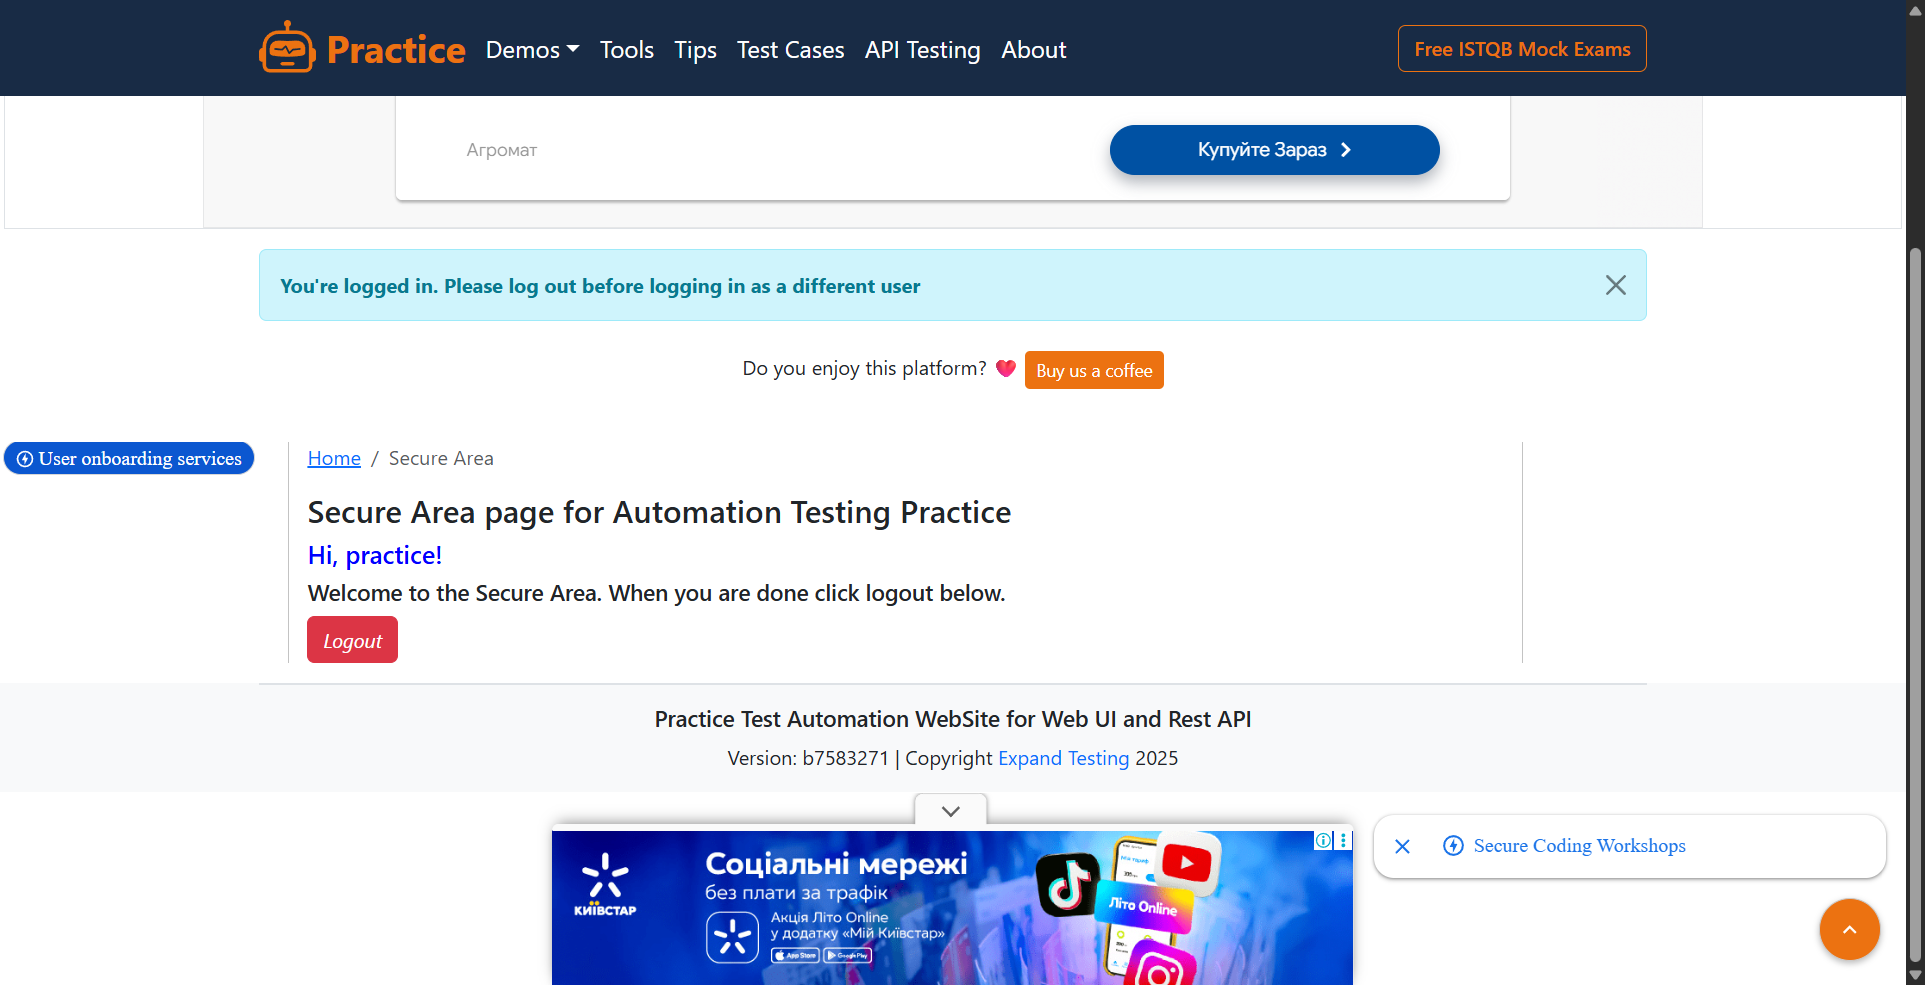 Practice
Demos
Tools
Tips
Test Cases
API Testing
About
Free ISTQB Mock Exams
Агромат
Купуйте Зараз
You're logged in. Please log out before logging in as a different user
Do you enjoy this platform?
Buy us a coffee
User onboarding services
Home / Secure Area
Secure Area page for Automation Testing Practice
Hi, practice!
Welcome to the Secure Area. When you are done click logout below.
Logout
Practice Test Automation WebSite for Web UI and Rest API
Version: b7583271 | Copyright Expand Testing 2025
КИЇВСТАР
Соціальні мережі
без плати за трафік
Акція Літо Online
у додатку «Мій Київстар»
App Store
Google Play
Літо Online
Secure Coding Workshops